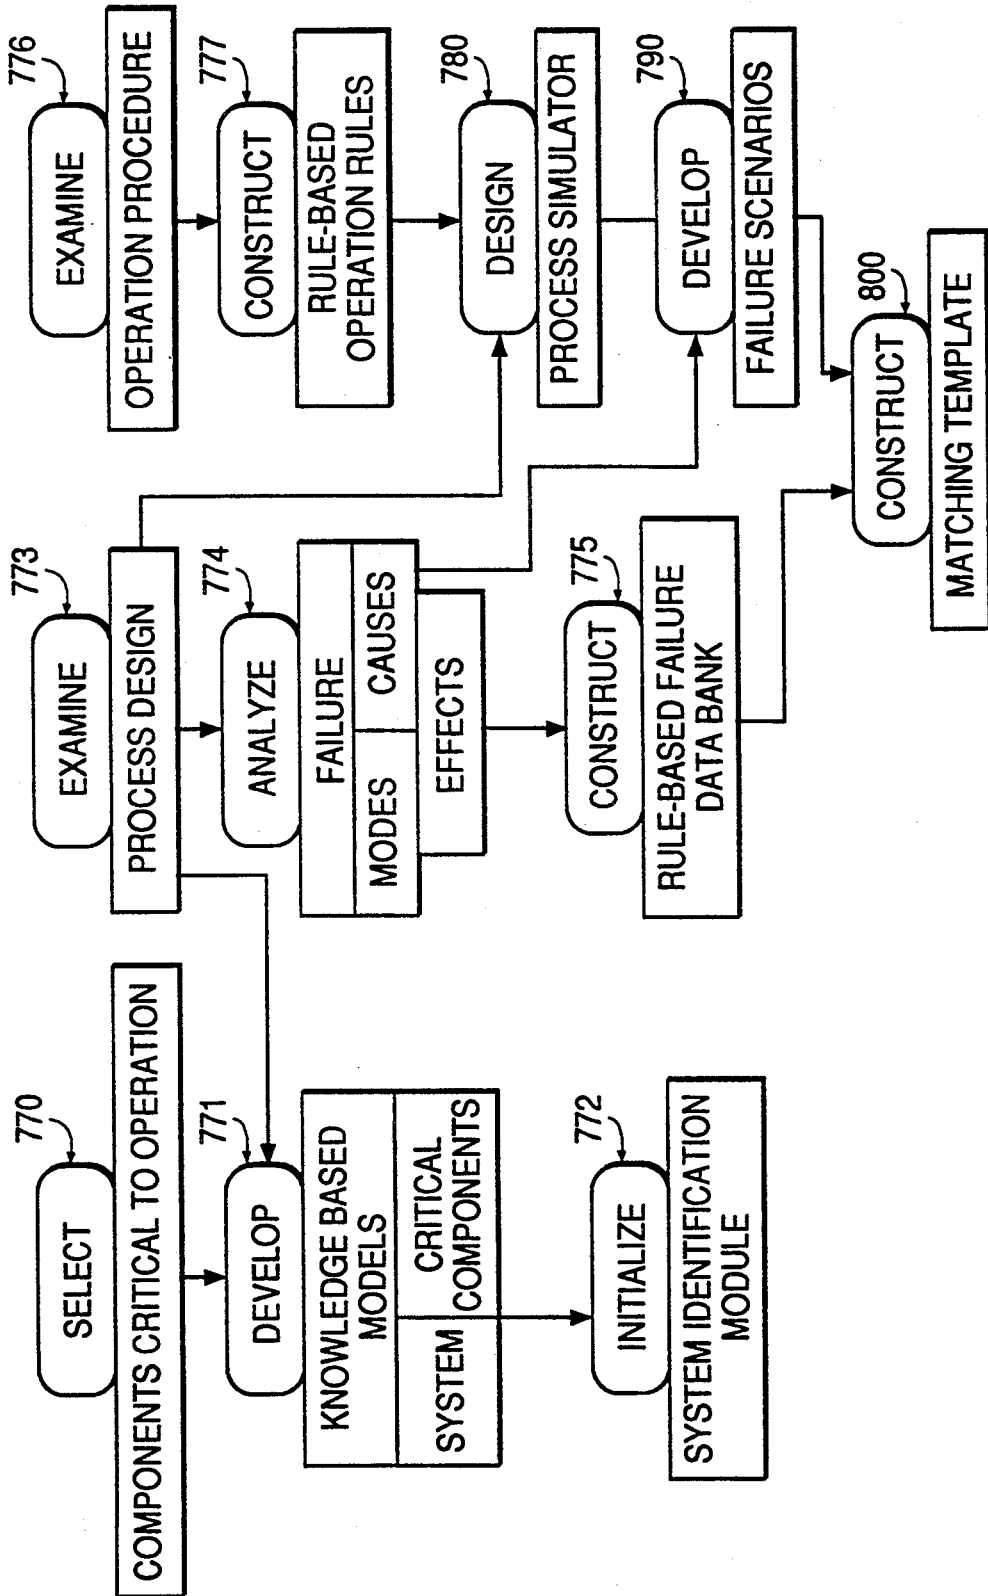 770
SELECT
COMPONENTS CRITICAL TO OPERATION
771
DEVELOP
KNOWLEDGE BASED
MODELS
SYSTEM
CRITICAL
COMPONENTS
772
INITIALIZE
SYSTEM IDENTIFICATION
MODULE
773
EXAMINE
PROCESS DESIGN
774
ANALYZE
FAILURE
MODES
CAUSES
EFFECTS
775
CONSTRUCT
RULE-BASED FAILURE
DATA BANK
776
EXAMINE
OPERATION PROCEDURE
777
CONSTRUCT
RULE-BASED
OPERATION RULES
780
DESIGN
PROCESS SIMULATOR
790
DEVELOP
FAILURE SCENARIOS
800
CONSTRUCT
MATCHING TEMPLATE